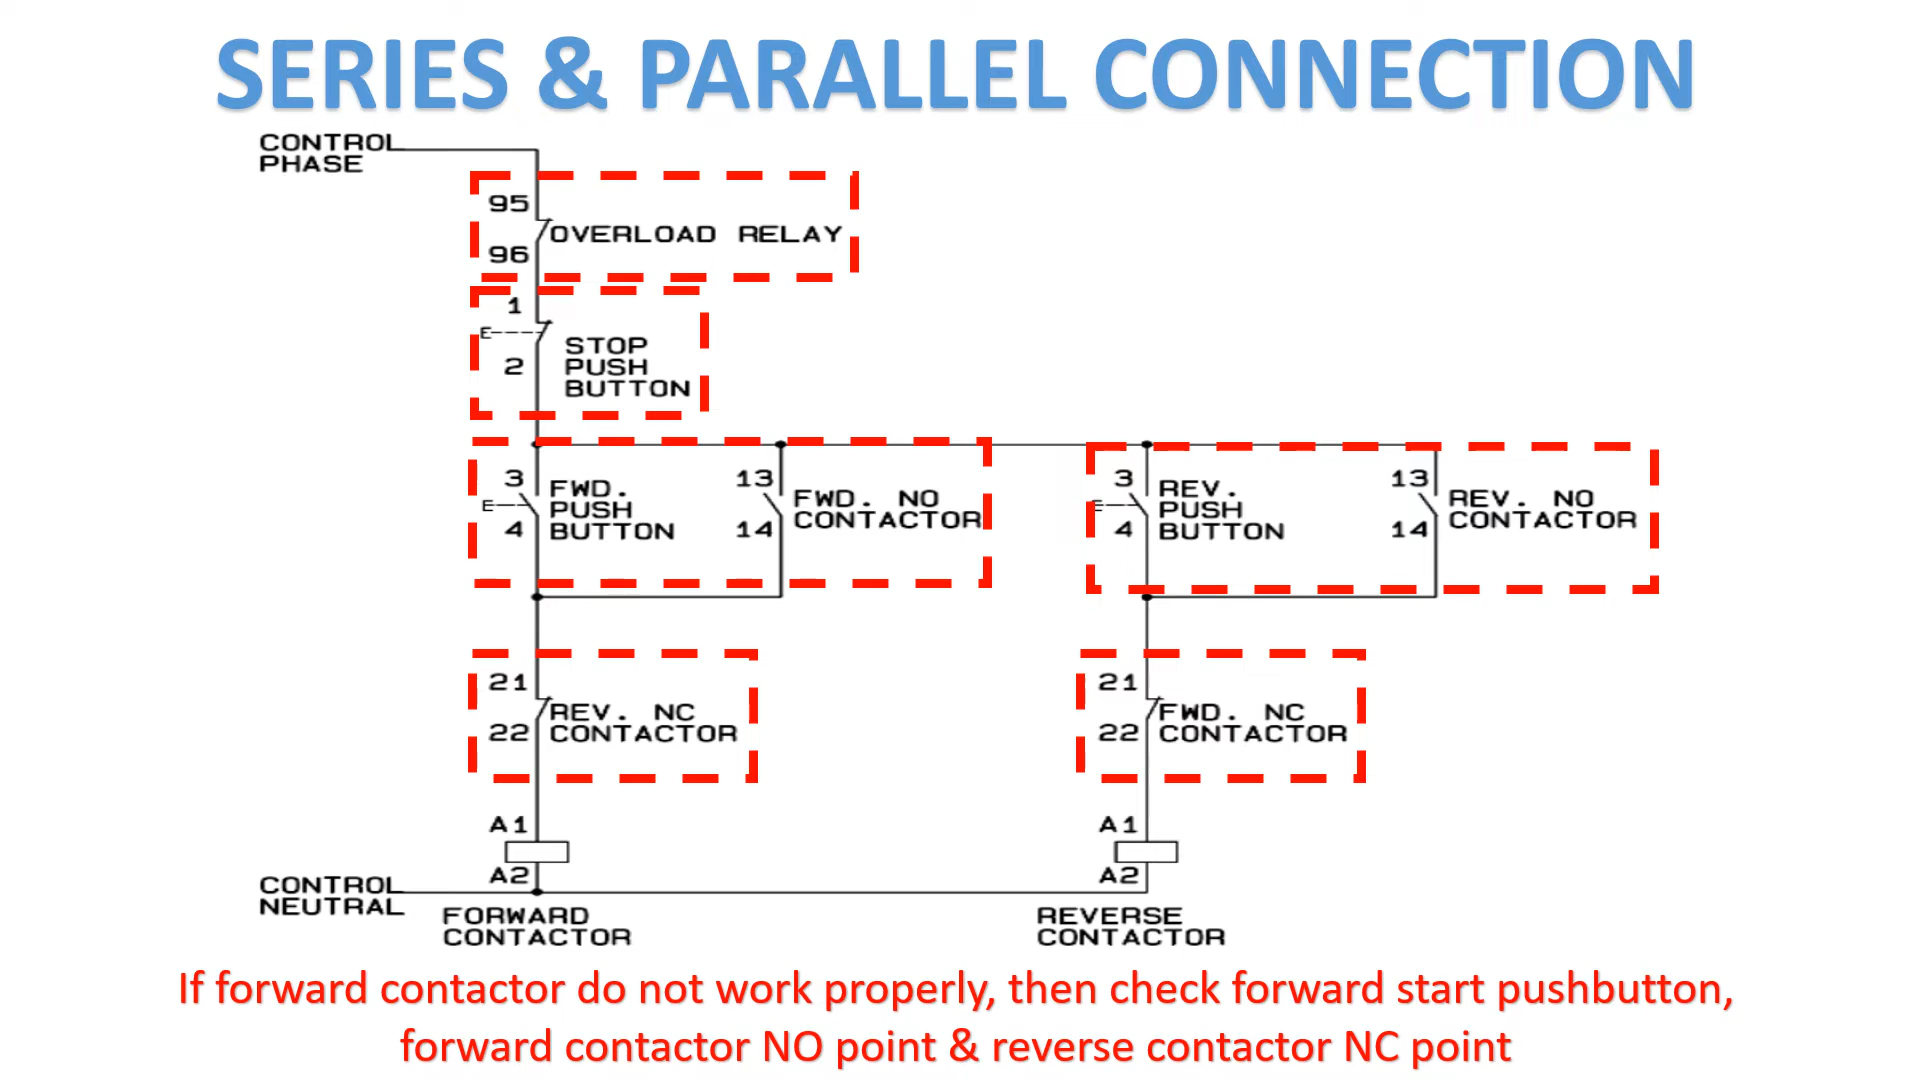 SERIES & PARALLEL CONNECTION
CONTROL
PHASE
95
OVERLOAD RELAY
96
1
E
STOP
2
PUSH
BUTTON
3
FWD.
E
PUSH
4
BUTTON
13
FWD. NO
CONTACTOR
14
3
REV.
E
PUSH
4
BUTTON
13
REV. NO
CONTACTOR
14
21
REV. NC
22
CONTACTOR
21
FWD. NC
22
CONTACTOR
A1
A2
A1
A2
CONTROL
NEUTRAL
FORWARD
CONTACTOR
REVERSE
CONTACTOR
If forward contactor do not work properly, then check forward start pushbutton,
forward contactor NO point & reverse contactor NC point